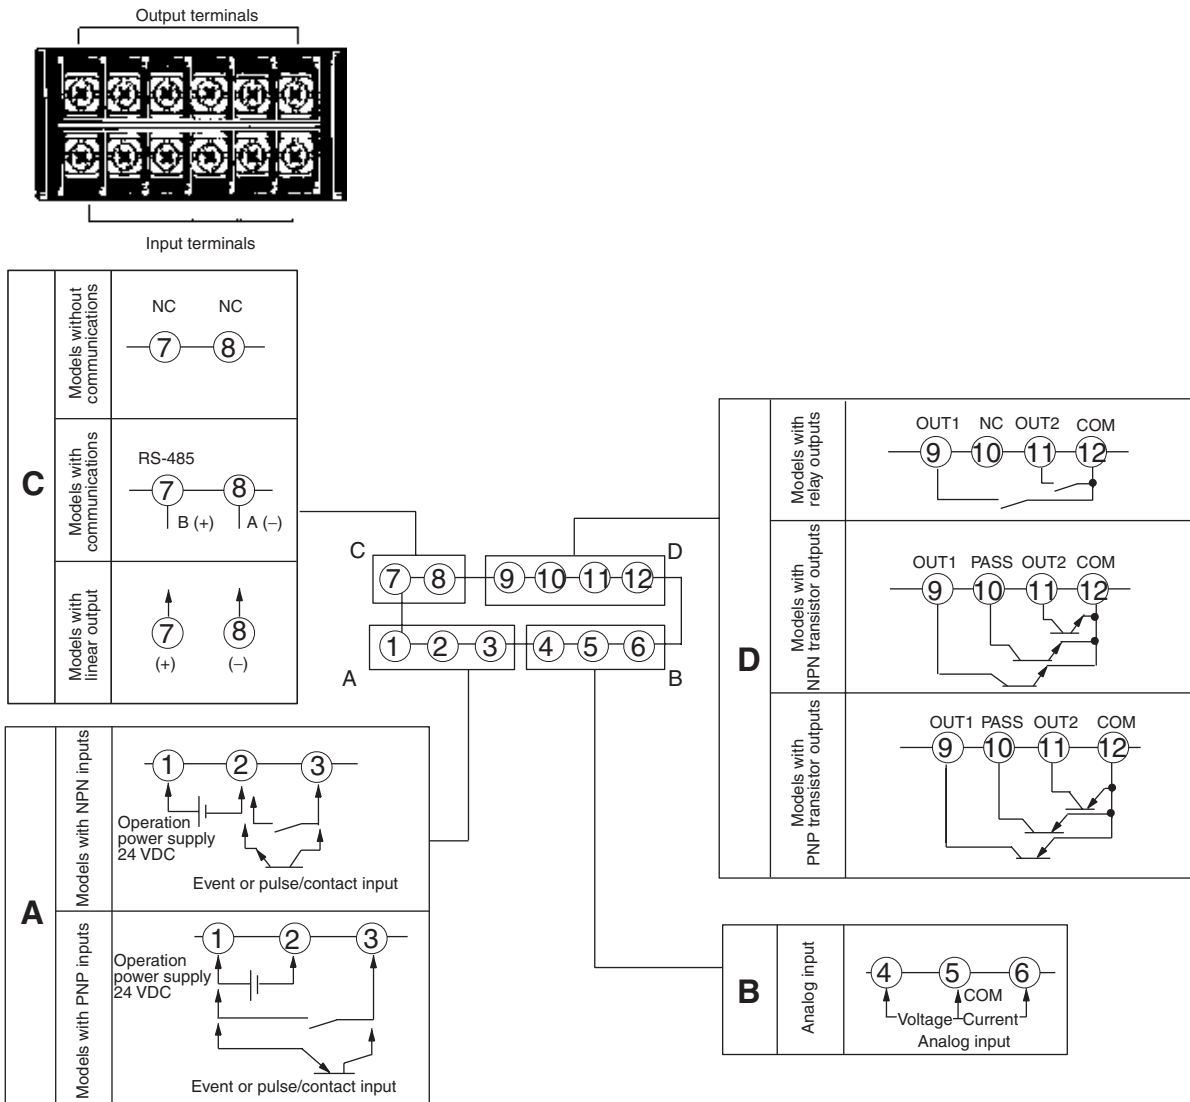 Output terminals
Input terminals
C
Models without
communications
NC NC
7 8
Models with
communications
RS-485
7 8
B (+) A (−)
Models with
linear output
7 8
(+) (−)
C D
7 8 9 10 11 12
1 2 3 4 5 6
A B
D
Models with
relay outputs
OUT1 NC OUT2 COM
9 10 11 12
Models with
NPN transistor outputs
OUT1 PASS OUT2 COM
9 10 11 12
Models with
PNP transistor outputs
OUT1 PASS OUT2 COM
9 10 11 12
A
Models with NPN inputs
1 2 3
Operation
power supply
24 VDC
Event or pulse/contact input
Models with PNP inputs
1 2 3
Operation
power supply
24 VDC
Event or pulse/contact input
B
Analog input
4 5 6
COM
Voltage Current
Analog input